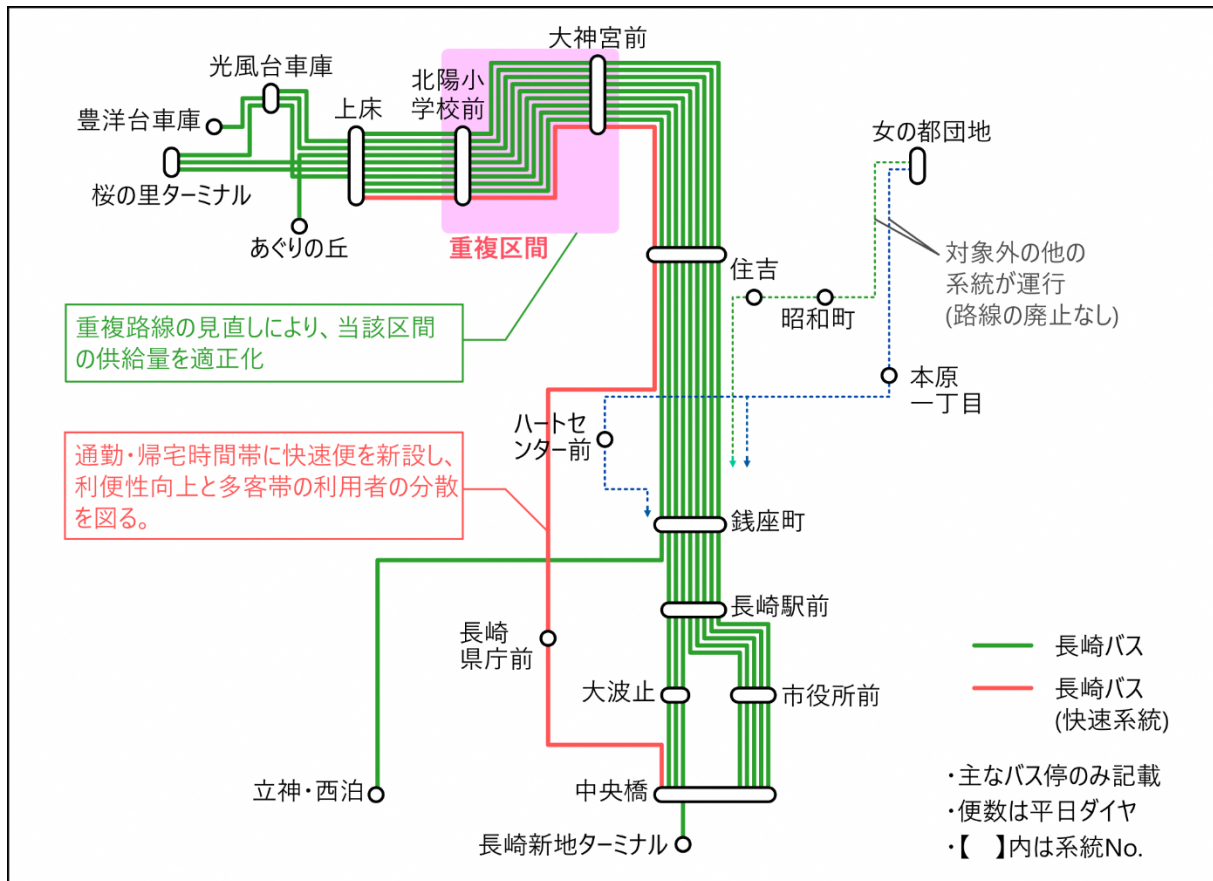 大神宮前
光風台車庫
北陽小
学校前
上床
豊洋台車庫
女の都団地
桜の里ターミナル
あぐりの丘
重複区間
住吉
対象外の他の
系統が運行
(路線の廃止なし)
昭和町
重複路線の見直しにより、当該区間
の供給量を適正化
本原
一丁目
ハートセ
ンター前
通勤・帰宅時間帯に快速便を新設し、
利便性向上と多客帯の利用者の分散
を図る。
銭座町
長崎駅前
長崎
県庁前
長崎バス
大波止
市役所前
長崎バス
(快速系統)
立神・西泊
中央橋
・主なバス停のみ記載
・便数は平日ダイヤ
・【　】内は系統No.
長崎新地ターミナル